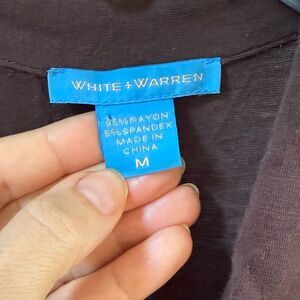 WHITE + WARREN
95% RAYON
5% SPANDEX
MADE IN
CHINA
M